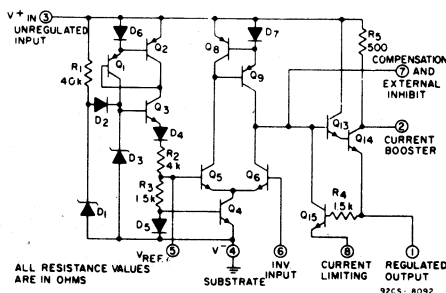 V+ IN ③
UNREGULATED
INPUT
D6
Q1
Q2
R1
40k
D2
Q3
D4
R2
4k
D3
R3
1.5k
D1
D5
VREF.
⑤
V- ④
SUBSTRATE
Q8
D7
Q9
Q5
Q6
Q4
⑥
INV
INPUT
R5
500
COMPENSATION
⑦ AND
EXTERNAL
INHIBIT
Q13
Q14
②
CURRENT
BOOSTER
R4
1.5k
Q15
⑧
CURRENT
LIMITING
①
REGULATED
OUTPUT
ALL RESISTANCE VALUES
ARE IN OHMS
92CS-8092